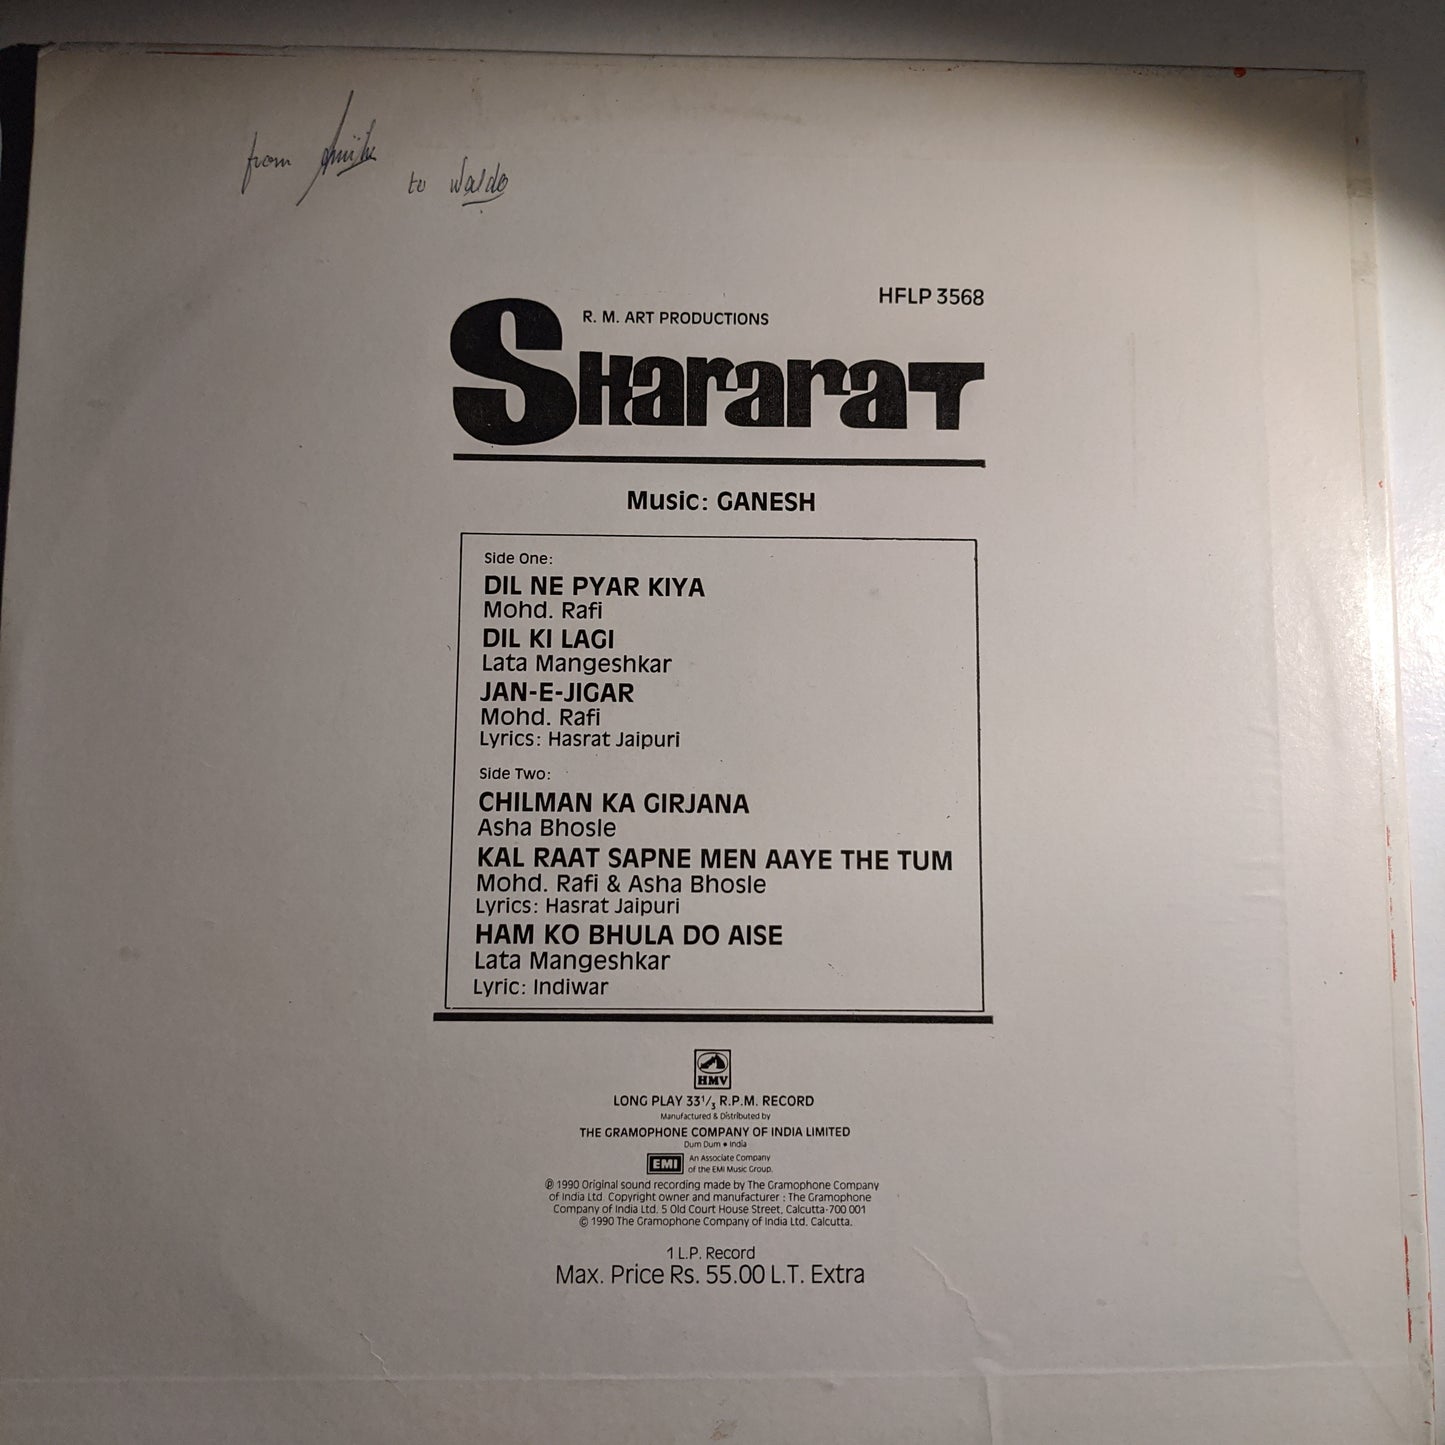 from
to Waldo
HFLP 3568
R. M. ART PRODUCTIONS
SHararaT
Music: GANESH
Side One:
DIL NE PYAR KIYA
Mohd. Rafi
DIL KI LAGI
Lata Mangeshkar
JAN-E-JIGAR
Mohd. Rafi
Lyrics: Hasrat Jaipuri
Side Two:
CHILMAN KA GIRJANA
Asha Bhosle
KAL RAAT SAPNE MEN AAYE THE TUM
Mohd. Rafi & Asha Bhosle
Lyrics: Hasrat Jaipuri
HAM KO BHULA DO AISE
Lata Mangeshkar
Lyric: Indiwar
HMV
LONG PLAY 33 1/3 R.P.M. RECORD
Manufactured & Distributed by
THE GRAMOPHONE COMPANY OF INDIA LIMITED
Dum Dum • India
EMI An Associate Company
of the EMI Music Group.
℗ 1990 Original sound recording made by The Gramophone Company
of India Ltd. Copyright owner and manufacturer : The Gramophone
Company of India Ltd. 5 Old Court House Street, Calcutta-700 001
© 1990 The Gramophone Company of India Ltd. Calcutta.
1 L.P. Record
Max. Price Rs. 55.00 L.T. Extra